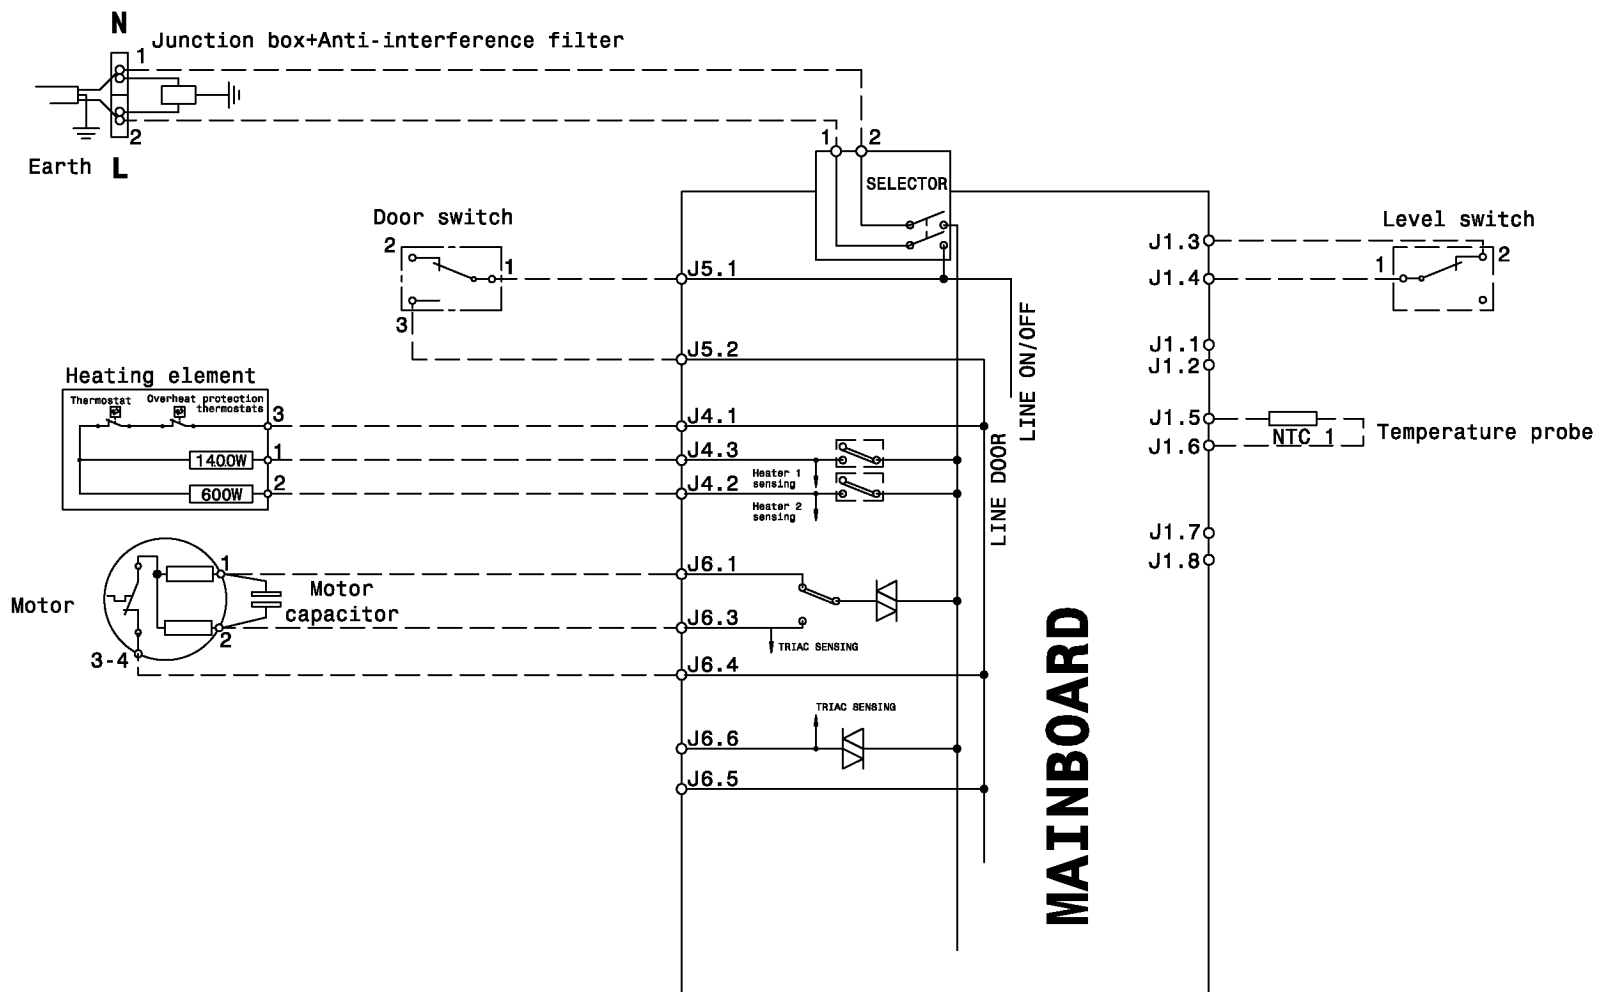 N
Junction box+Anti-interference filter
1
2
Earth L
1 2
SELECTOR
Door switch
2
1
3
J5.1
J5.2
LINE ON/OFF
LINE DOOR
Level switch
J1.3
1
2
J1.4
J1.1
J1.2
J1.5
NTC 1
Temperature probe
J1.6
J1.7
J1.8
Heating element
Thermostat
Overheat protection
thermostats
3
1400W
1
600W
2
J4.1
J4.3
Heater 1
sensing
J4.2
Heater 2
sensing
Motor
1
Motor
capacitor
2
3-4
J6.1
J6.3
TRIAC SENSING
J6.4
TRIAC SENSING
J6.6
J6.5
MAINBOARD